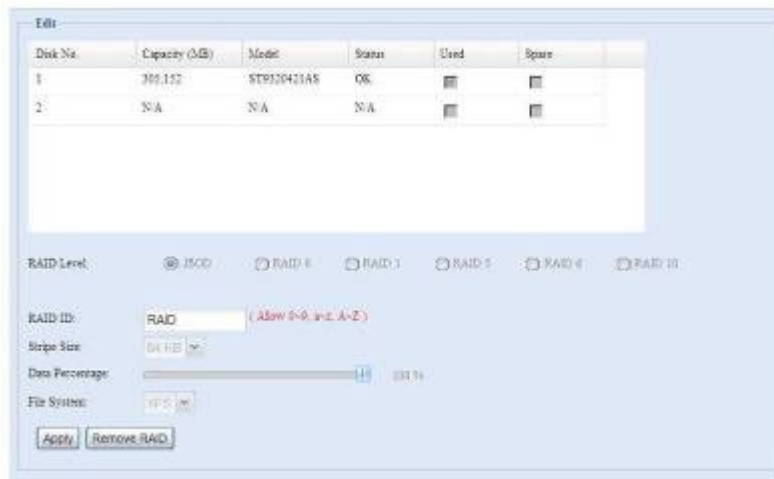 Edit
Disk No. Capacity (MB) Model Status Used Spare
1 305,152 ST9320421AS OK
2 N/A N/A N/A
RAID Level: JBOD RAID 0 RAID 1 RAID 5 RAID 6 RAID 10
RAID ID: RAID ( Allow 0~9, a~z, A~Z )
Stripe Size 64 KB
Data Percentage: 100 %
File System: XFS
Apply Remove RAID